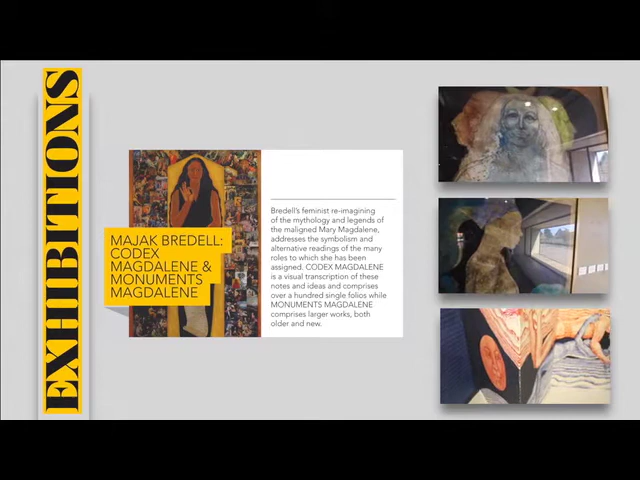 EXHIBITIONS
MAJAK BREDELL:
CODEX
MAGDALENE &
MONUMENTS
MAGDALENE
Bredell's feminist re-imagining
of the mythology and legends of
the maligned Mary Magdalene,
addresses the symbolism and
alternative readings of the many
roles to which she has been
assigned. CODEX MAGDALENE
is a visual transcription of these
notes and ideas and comprises
over a hundred single folios while
MONUMENTS MAGDALENE
comprises larger works, both
older and new.